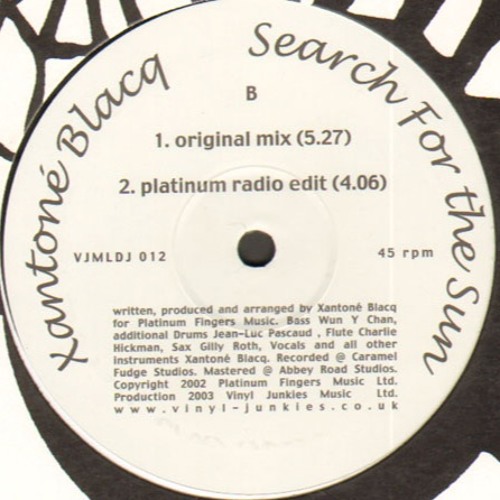 Xantoné Blacq
Search For the Sun
B
1. original mix (5.27)
2. platinum radio edit (4.06)
VJMLDJ 012
45 rpm
written, produced and arranged by Xantoné Blacq
for Platinum Fingers Music. Bass Wun Y Chan,
additional Drums Jean-Luc Pascaud , Flute Charlie
Hickman, Sax Gilly Roth, Vocals and all other
instruments Xantoné Blacq. Recorded @ Caramel
Fudge Studios. Mastered @ Abbey Road Studios.
Copyright 2002 Platinum Fingers Music Ltd.
Production 2003 Vinyl Junkies Music Ltd.
www.vinyl-junkies.co.uk